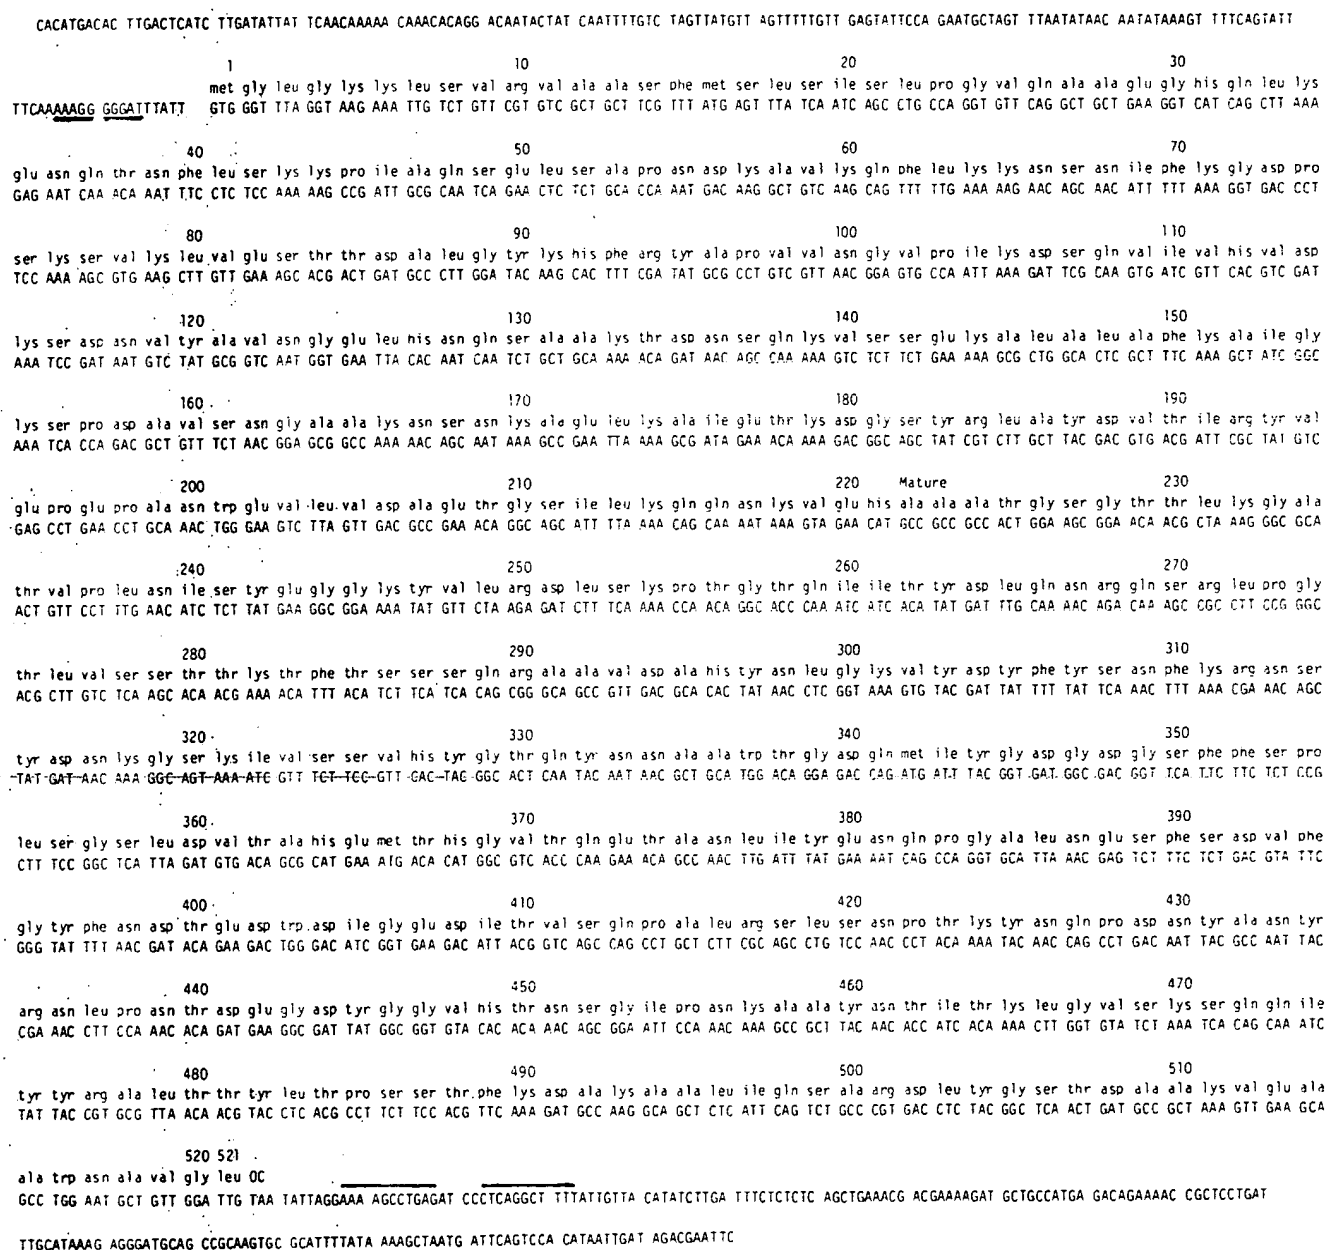 CACATGACAC TTGACTCATC TTGATATTAT TCAACAAAAA CAAACACAGG ACAATACTAT CAATTTTGTC TAGTTATGTT AGTTTTTGTT GAGTATTCCA GAATGCTAGT TTAATATAAC AATATAAAGT TTTCAGTATT
1 10 20 30
met gly leu gly lys lys leu ser val arg val ala ala ser phe met ser leu ser ile ser leu pro gly val gln ala ala glu gly his gln leu lys
TTCAAAAAGG GGGATTTATT GTG GGT TTA GGT AAG AAA TTG TCT GTT CGT GTC GCT GCT TCG TTT ATG AGT TTA TCA ATC AGC CTG CCA GGT GTT CAG GCT GCT GAA GGT CAT CAG CTT AAA
40 50 60 70
glu asn gln thr asn phe leu ser lys lys pro ile ala gln ser glu leu ser ala pro asn asp lys ala val lys gln phe leu lys lys asn ser asn ile phe lys gly asp pro
GAG AAT CAA ACA AAT TTC CTC TCC AAA AAG CCG ATT GCG CAA TCA GAA CTC TCT GCA CCA AAT GAC AAG GCT GTC AAG CAG TTT TTG AAA AAG AAC AGC AAC ATT TTT AAA GGT GAC CCT
80 90 100 110
ser lys ser val lys leu val glu ser thr thr asp ala leu gly tyr lys his phe arg tyr ala pro val val asn gly val pro ile lys asp ser gln val ile val his val asp
TCC AAA AGC GTG AAG CTT GTT GAA AGC ACG ACT GAT GCC CTT GGA TAC AAG CAC TTT CGA TAT GCG CCT GTC GTT AAC GGA GTG CCA ATT AAA GAT TCG CAA GTG ATC GTT CAC GTC GAT
120 130 140 150
lys ser asp asn val tyr ala val asn gly glu leu his asn gln ser ala ala lys thr asp asn ser gln lys val ser ser glu lys ala leu ala leu ala phe lys ala ile gly
AAA TCC GAT AAT GTC TAT GCG GTC AAT GGT GAA TTA CAC AAT CAA TCT GCT GCA AAA ACA GAT AAC AGC CAA AAA GTC TCT TCT GAA AAA GCG CTG GCA CTC GCT TTC AAA GCT ATC GGC
160 170 180 190
lys ser pro asp ala val ser asn gly ala ala lys asn ser asn lys ala glu leu lys ala ile glu thr lys asp gly ser tyr arg leu ala tyr asp val thr ile arg tyr val
AAA TCA CCA GAC GCT GTT TCT AAC GGA GCG GCC AAA AAC AGC AAT AAA GCC GAA TTA AAA GCG ATA GAA ACA AAA GAC GGC AGC TAT CGT CTT GCT TAC GAC GTG ACG ATT CGC TAT GTC
200 210 220 Mature 230
glu pro glu pro ala asn trp glu val leu val asp ala glu thr gly ser ile leu lys gln gln asn lys val glu his ala ala ala thr gly ser gly thr thr leu lys gly ala
GAG CCT GAA CCT GCA AAC TGG GAA GTC TTA GTT GAC GCC GAA ACA GGC AGC ATT TTA AAA CAG CAA AAT AAA GTA GAA CAT GCC GCC GCC ACT GGA AGC GGA ACA ACG CTA AAG GGC GCA
240 250 260 270
thr val pro leu asn ile ser tyr glu gly gly lys tyr val leu arg asp leu ser lys pro thr gly thr gln ile ile thr tyr asp leu gln asn arg gln ser arg leu pro gly
ACT GTT CCT TTG AAC ATC TCT TAT GAA GGC GGA AAA TAT GTT CTA AGA GAT CTT TCA AAA CCA ACA GGC ACC CAA ATC ATC ACA TAT GAT TTG CAA AAC AGA CAA AGC CGC CTT CCG GGC
280 290 300 310
thr leu val ser ser thr thr lys thr phe thr ser ser ser gln arg ala ala val asp ala his tyr asn leu gly lys val tyr asp tyr phe tyr ser asn phe lys arg asn ser
ACG CTT GTC TCA AGC ACA ACG AAA ACA TTT ACA TCT TCA TCA CAG CGG GCA GCC GTT GAC GCA CAC TAT AAC CTC GGT AAA GTG TAC GAT TAT TTT TAT TCA AAC TTT AAA CGA AAC AGC
320 330 340 350
tyr asp asn lys gly ser lys ile val ser ser val his tyr gly thr gln tyr asn asn ala ala trp thr gly asp gln met ile tyr gly asp gly asp gly ser phe phe ser pro
TAT GAT AAC AAA GGC AGT AAA ATC GTT TCT TCC GTT CAC TAC GGC ACT CAA TAC AAT AAC GCT GCA TGG ACA GGA GAC CAG ATG ATT TAC GGT GAT GGC GAC GGT TCA TTC TTC TCT CCG
360 370 380 390
leu ser gly ser leu asp val thr ala his glu met thr his gly val thr gln glu thr ala asn leu ile tyr glu asn gln pro gly ala leu asn glu ser phe ser asp val phe
CTT TCC GGC TCA TTA GAT GTG ACA GCG CAT GAA ATG ACA CAT GGC GTC ACC CAA GAA ACA GCC AAC TTG ATT TAT GAA AAT CAG CCA GGT GCA TTA AAC GAG TCT TTC TCT GAC GTA TTC
400 410 420 430
gly tyr phe asn asp thr glu asp trp asp ile gly glu asp ile thr val ser gln pro ala leu arg ser leu ser asn pro thr lys tyr asn gln pro asp asn tyr ala asn tyr
GGG TAT TTT AAC GAT ACA GAA GAC TGG GAC ATC GGT GAA GAC ATT ACG GTC AGC CAG CCT GCT CTT CGC AGC CTG TCC AAC CCT ACA AAA TAC AAC CAG CCT GAC AAT TAC GCC AAT TAC
440 450 460 470
arg asn leu pro asn thr asp glu gly asp tyr gly gly val his thr asn ser gly ile pro asn lys ala ala tyr asn thr ile thr lys leu gly val ser lys ser gln gln ile
CGA AAC CTT CCA AAC ACA GAT GAA GGC GAT TAT GGC GGT GTA CAC ACA AAC AGC GGA ATT CCA AAC AAA GCC GCT TAC AAC ACC ATC ACA AAA CTT GGT GTA TCT AAA TCA CAG CAA ATC
480 490 500 510
tyr tyr arg ala leu thr thr tyr leu thr pro ser ser thr phe lys asp ala lys ala ala leu ile gln ser ala arg asp leu tyr gly ser thr asp ala ala lys val glu ala
TAT TAC CGT GCG TTA ACA ACG TAC CTC ACG CCT TCT TCC ACG TTC AAA GAT GCC AAG GCA GCT CTC ATT CAG TCT GCC CGT GAC CTC TAC GGC TCA ACT GAT GCC GCT AAA GTT GAA GCA
520 521
ala trp asn ala val gly leu OC
GCC TGG AAT GCT GTT GGA TTG TAA TATTAGGAAA AAGCCTGAGA TCCCTCAGGCT TTTATTGTTA CATATCTTGA TTTCTCTCTC AGCTGAAACG ACGAAAAGAT GCTGCCATGA GACAGAAAAC CGCTCCTGAT
TTGCATAAAG AGGGATGCAG CCGCAAGTGC GCATTTTATA AAAGCTAATG ATTCAGTCCA CATAATTGAT AGACGAATTC